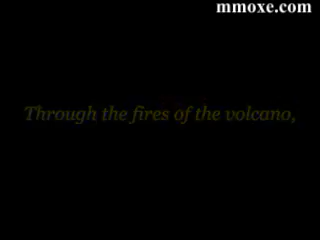 mmoxe.com
Through the fires of the volcano,